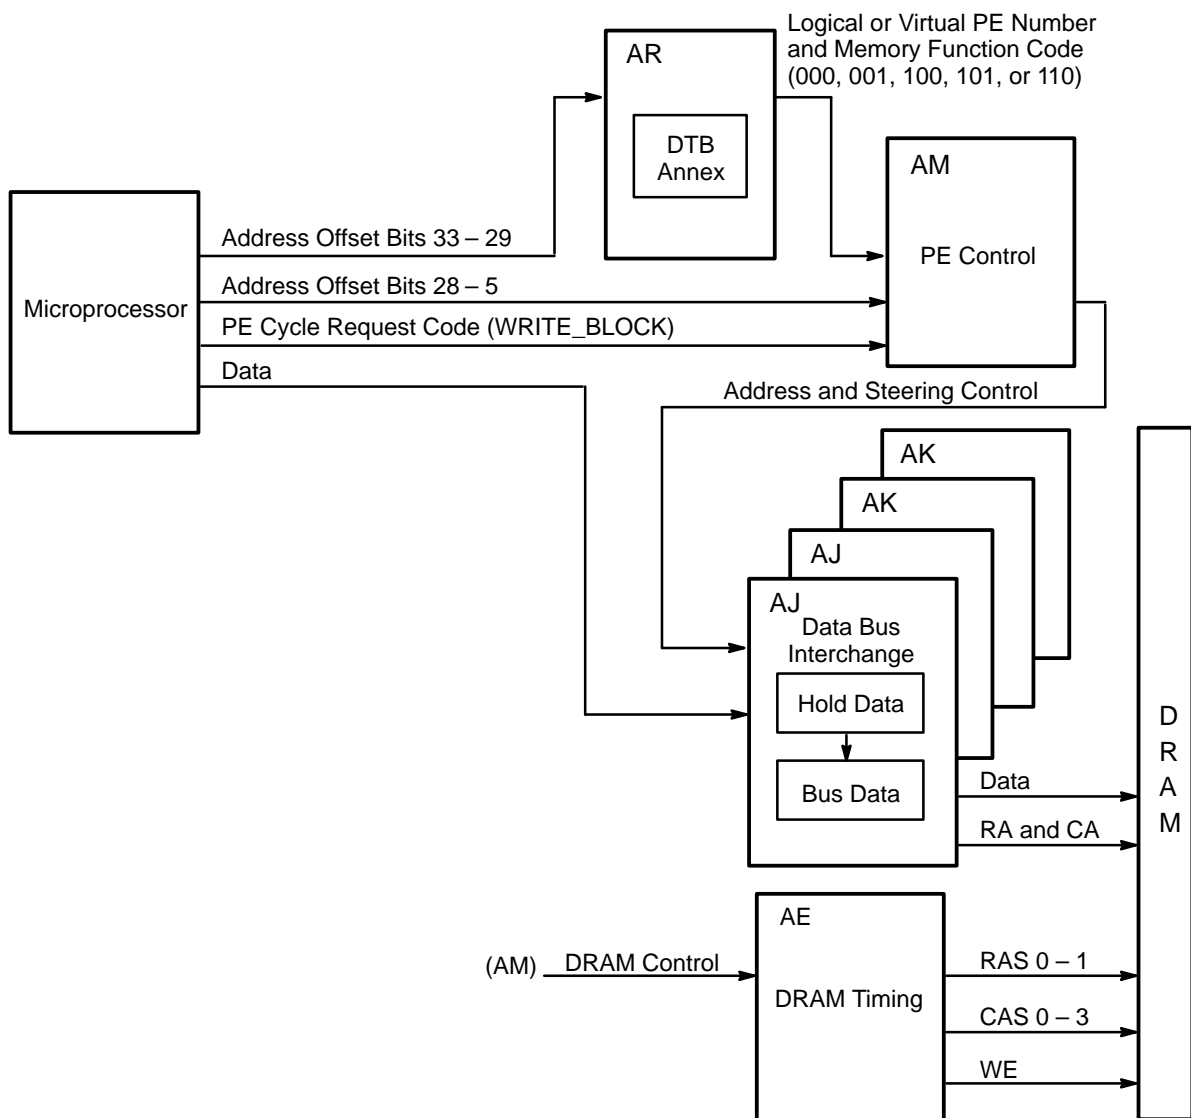 Logical or Virtual PE Number
and Memory Function Code
(000, 001, 100, 101, or 110)
AR
DTB
Annex
AM
PE Control
Microprocessor
Address Offset Bits 33 – 29
Address Offset Bits 28 – 5
PE Cycle Request Code (WRITE_BLOCK)
Data
Address and Steering Control
AK
AK
AJ
AJ
Data Bus
Interchange
Hold Data
Bus Data
Data
RA and CA
D
R
A
M
AE
(AM)
DRAM Control
DRAM Timing
RAS 0 – 1
CAS 0 – 3
WE